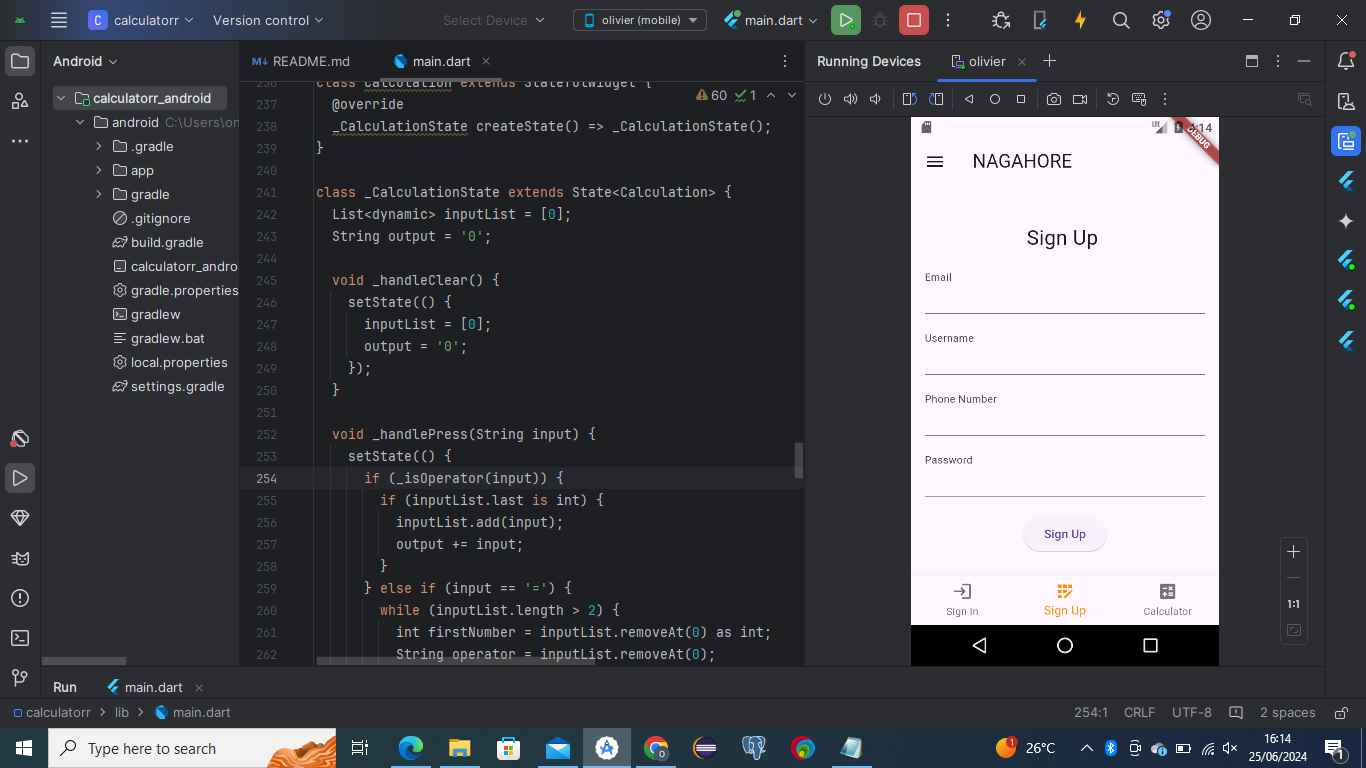 C calculatorr Version control Select Device olivier (mobile) main.dart
Android
calculatorr_android
android C:\Users\on
.gradle
app
gradle
.gitignore
build.gradle
calculatorr_andro
gradle.properties
gradlew
gradlew.bat
local.properties
settings.gradle
README.md main.dart
60 1
236 class Calculation extends StatefulWidget {
237 @override
238 _CalculationState createState() => _CalculationState();
239 }
240
241 class _CalculationState extends State<Calculation> {
242 List<dynamic> inputList = [0];
243 String output = '0';
244
245 void _handleClear() {
246 setState(() {
247 inputList = [0];
248 output = '0';
249 });
250 }
251
252 void _handlePress(String input) {
253 setState(() {
254 if (_isOperator(input)) {
255 if (inputList.last is int) {
256 inputList.add(input);
257 output += input;
258 }
259 } else if (input == '=') {
260 while (inputList.length > 2) {
261 int firstNumber = inputList.removeAt(0) as int;
262 String operator = inputList.removeAt(0);
Running Devices olivier
LTE 4:14
DEBUG
NAGAHORE
Sign Up
Email
Username
Phone Number
Password
Sign Up
Sign In Sign Up Calculator
1:1
Run main.dart
calculatorr > lib > main.dart 254:1 CRLF UTF-8 2 spaces
Type here to search
1 26°C 16:14
25/06/2024
1